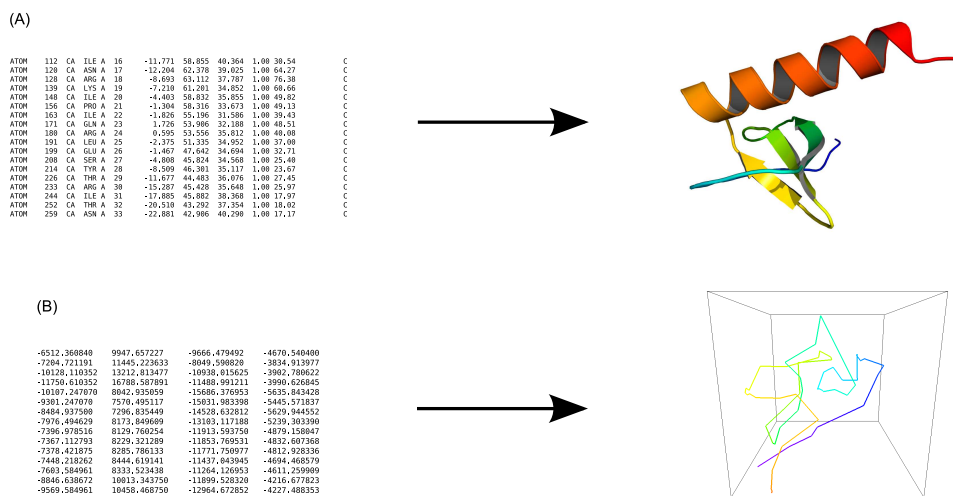 (A)
ATOM 112 CA ILE A 16 -11.771 58.855 40.364 1.00 30.54 C
ATOM 120 CA ASN A 17 -12.204 62.378 39.025 1.00 64.27 C
ATOM 128 CA ARG A 18 -8.693 63.112 37.787 1.00 76.38 C
ATOM 139 CA LYS A 19 -7.210 61.201 34.852 1.00 60.66 C
ATOM 148 CA ILE A 20 -4.403 58.832 35.855 1.00 49.82 C
ATOM 156 CA PRO A 21 -1.304 58.316 33.673 1.00 49.13 C
ATOM 163 CA ILE A 22 -1.826 55.196 31.586 1.00 39.43 C
ATOM 171 CA GLN A 23 1.726 53.906 32.188 1.00 48.51 C
ATOM 180 CA ARG A 24 0.595 53.556 35.812 1.00 40.08 C
ATOM 191 CA LEU A 25 -2.375 51.335 34.952 1.00 37.00 C
ATOM 199 CA GLU A 26 -1.467 47.642 34.694 1.00 32.71 C
ATOM 208 CA SER A 27 -4.808 45.824 34.568 1.00 25.40 C
ATOM 214 CA TYR A 28 -8.509 46.301 35.117 1.00 23.67 C
ATOM 226 CA THR A 29 -11.677 44.483 36.076 1.00 27.45 C
ATOM 233 CA ARG A 30 -15.287 45.428 35.648 1.00 25.97 C
ATOM 244 CA ILE A 31 -17.885 45.882 38.368 1.00 17.97 C
ATOM 252 CA THR A 32 -20.510 43.292 37.354 1.00 18.02 C
ATOM 259 CA ASN A 33 -22.881 42.906 40.290 1.00 17.17 C
(B)
-6512.360840 9947.657227 -9666.479492 -4670.540400
-7204.721191 11445.223633 -8049.590820 -3834.913977
-10128.110352 13212.813477 -10938.015625 -3902.780622
-11750.610352 16788.587891 -11488.991211 -3990.626845
-10107.247070 8042.935059 -15686.376953 -5635.843428
-9301.247070 7570.495117 -15031.983398 -5445.571837
-8484.937500 7296.835449 -14528.632812 -5629.944552
-7976.494629 8173.849609 -13103.117188 -5239.303390
-7396.978516 8129.760254 -11913.593750 -4879.158047
-7367.112793 8229.321289 -11853.769531 -4832.607368
-7378.421875 8285.786133 -11771.750977 -4812.928336
-7448.218262 8444.619141 -11437.043945 -4694.468579
-7603.584961 8333.523438 -11264.126953 -4611.259909
-8846.638672 10013.343750 -11899.528320 -4216.677823
-9569.584961 10458.468750 -12964.672852 -4227.488353